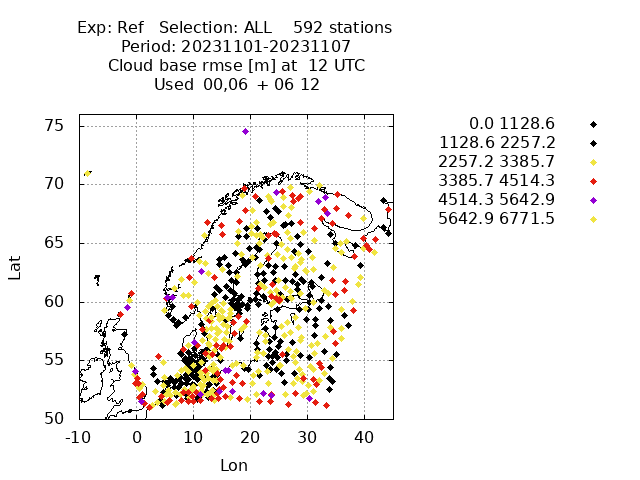 Exp: Ref Selection: ALL 592 stations
Period: 20231101-20231107
Cloud base rmse [m] at 12 UTC
Used 00,06 + 06 12
0.0 1128.6
1128.6 2257.2
2257.2 3385.7
3385.7 4514.3
4514.3 5642.9
5642.9 6771.5
75
70
65
60
55
50
Lat
-10 0 10 20 30 40
Lon